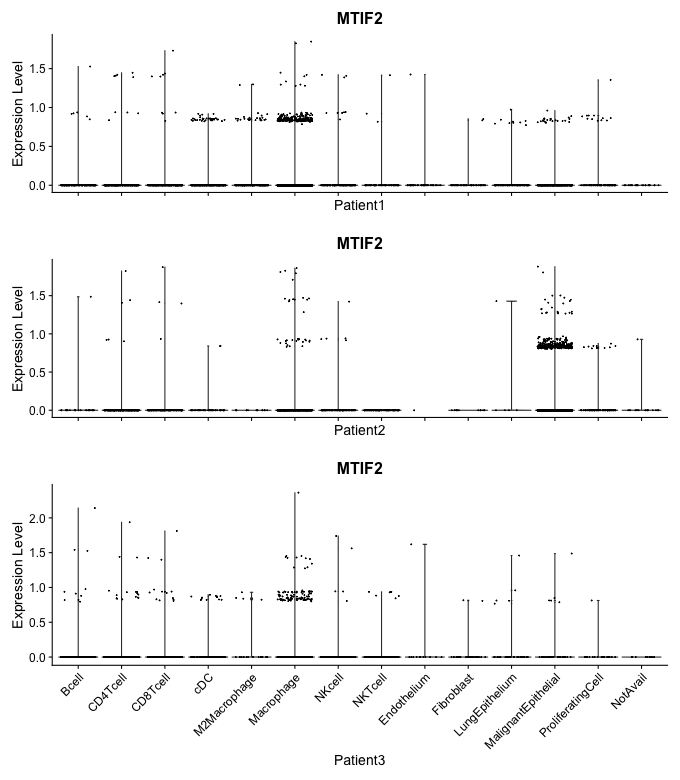 MTIF2
Expression Level
1.5
1.0
0.5
0.0
Patient1
MTIF2
Expression Level
1.5
1.0
0.5
0.0
Patient2
MTIF2
Expression Level
2.0
1.5
1.0
0.5
0.0
Bcell
CD4Tcell
CD8Tcell
cDC
M2Macrophage
Macrophage
NKcell
NKTcell
Endothelium
Fibroblast
LungEpithelium
MalignantEpithelial
ProliferatingCell
NotAvail
Patient3